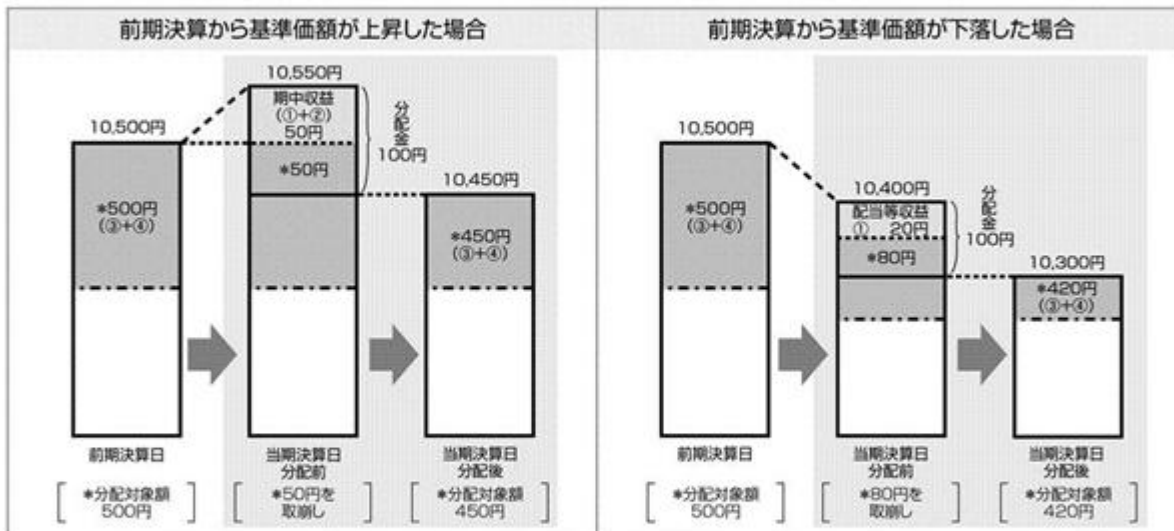 前期決算から基準価額が上昇した場合
10,550円
期中収益
(①+②)
50円
分配金
100円
10,500円
*50円
10,450円
*500円
(③+④)
*450円
(③+④)
前期決算日
当期決算日
分配前
当期決算日
分配後
*分配対象額
500円
*50円を
取崩し
*分配対象額
450円
前期決算から基準価額が下落した場合
10,500円
10,400円
配当等収益
① 20円
分配金
100円
*500円
(③+④)
*80円
10,300円
*420円
(③+④)
前期決算日
当期決算日
分配前
当期決算日
分配後
*分配対象額
500円
*80円を
取崩し
*分配対象額
420円